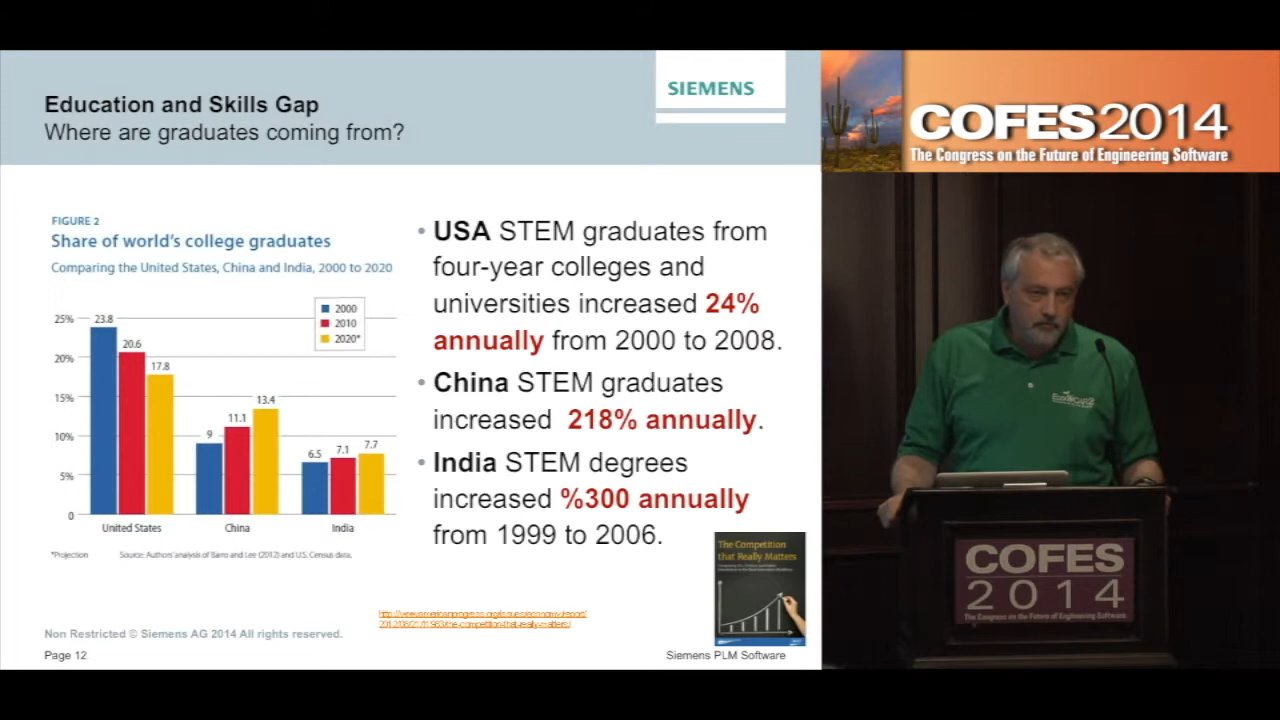 Education and Skills Gap
Where are graduates coming from?
SIEMENS
COFES2014
The Congress on the Future of Engineering Software
FIGURE 2
Share of world's college graduates
Comparing the United States, China and India, 2000 to 2020
2000
2010
2020*
25%
20%
15%
10%
5%
0
23.8
20.6
17.8
9
11.1
13.4
6.5
7.1
7.7
United States
China
India
*Projection
Source: Authors' analysis of Barro and Lee (2012) and U.S. Census data.
• USA STEM graduates from
four-year colleges and
universities increased 24%
annually from 2000 to 2008.
• China STEM graduates
increased 218% annually.
• India STEM degrees
increased %300 annually
from 1999 to 2006.
The Competition
that Really Matters
Non Restricted © Siemens AG 2014 All rights reserved.
Page 12
Siemens PLM Software
COFES
2014
The Congress on the Future of Engineering Software